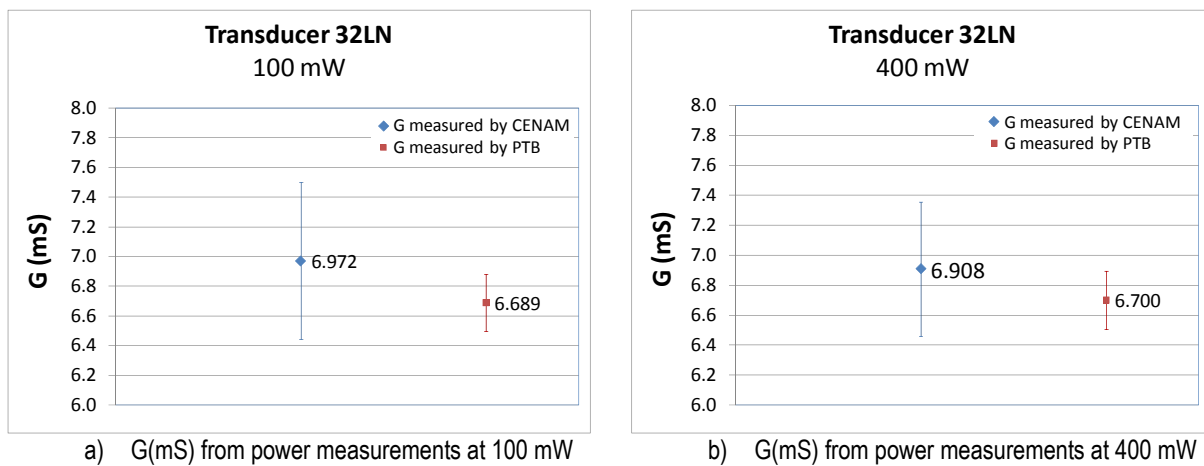 Transducer 32LN
100 mW
8.0
7.8
7.6
7.4
7.2
7.0
6.8
6.6
6.4
6.2
6.0
G (mS)
G measured by CENAM
G measured by PTB
6.972
6.689
a) G(mS) from power measurements at 100 mW
Transducer 32LN
400 mW
8.0
7.8
7.6
7.4
7.2
7.0
6.8
6.6
6.4
6.2
6.0
G (mS)
G measured by CENAM
G measured by PTB
6.908
6.700
b) G(mS) from power measurements at 400 mW